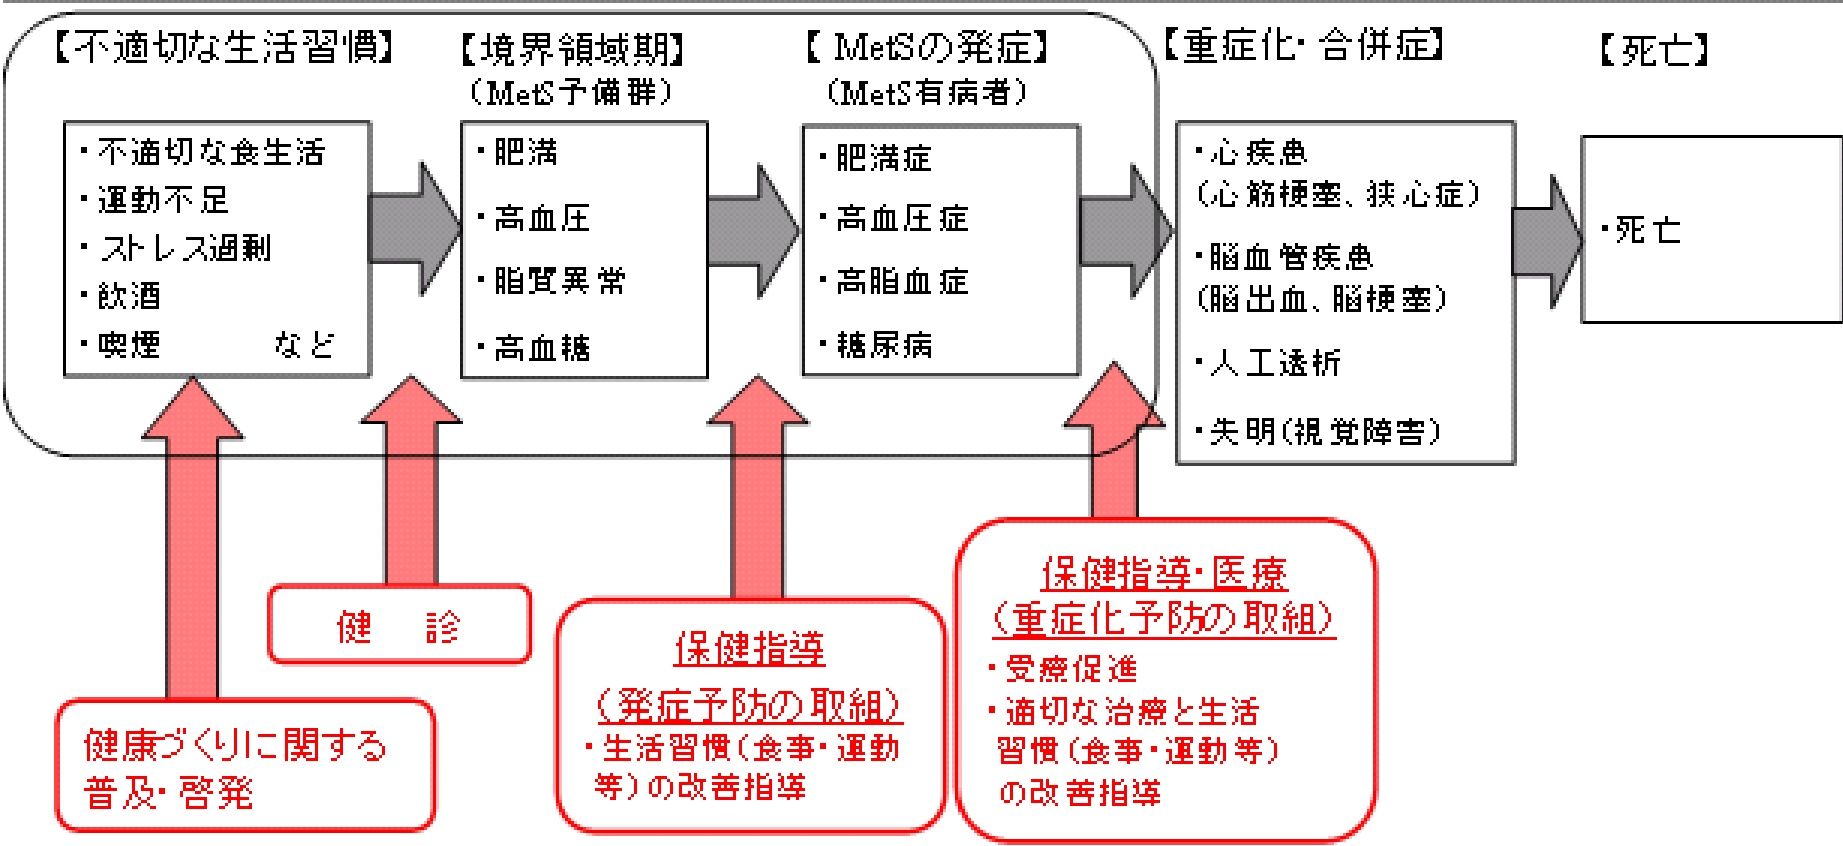 【不適切な生活習慣】
・不適切な食生活
・運動不足
・ストレス過剰
・飲酒
・喫煙　　　など
【境界領域期】
（MetS予備群）
・肥満
・高血圧
・脂質異常
・高血糖
【MetSの発症】
（MetS有病者）
・肥満症
・高血圧症
・高脂血症
・糖尿病
【重症化・合併症】
・心疾患
（心筋梗塞、狭心症）
・脳血管疾患
（脳出血、脳梗塞）
・人工透析
・失明（視覚障害）
【死亡】
・死亡
健康づくりに関する
普及・啓発
健　診
保健指導
（発症予防の取組）
・生活習慣（食事・運動
等）の改善指導
保健指導・医療
（重症化予防の取組）
・受療促進
・適切な治療と生活
習慣（食事・運動等）
の改善指導